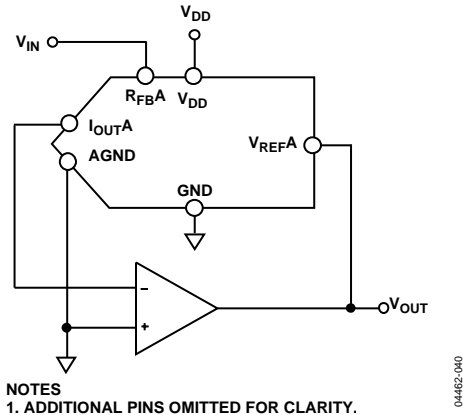 VDD
VIN
RFBA
VDD
IOUTA
VREFA
AGND
GND
–
+
VOUT
NOTES
1. ADDITIONAL PINS OMITTED FOR CLARITY.
04462-040